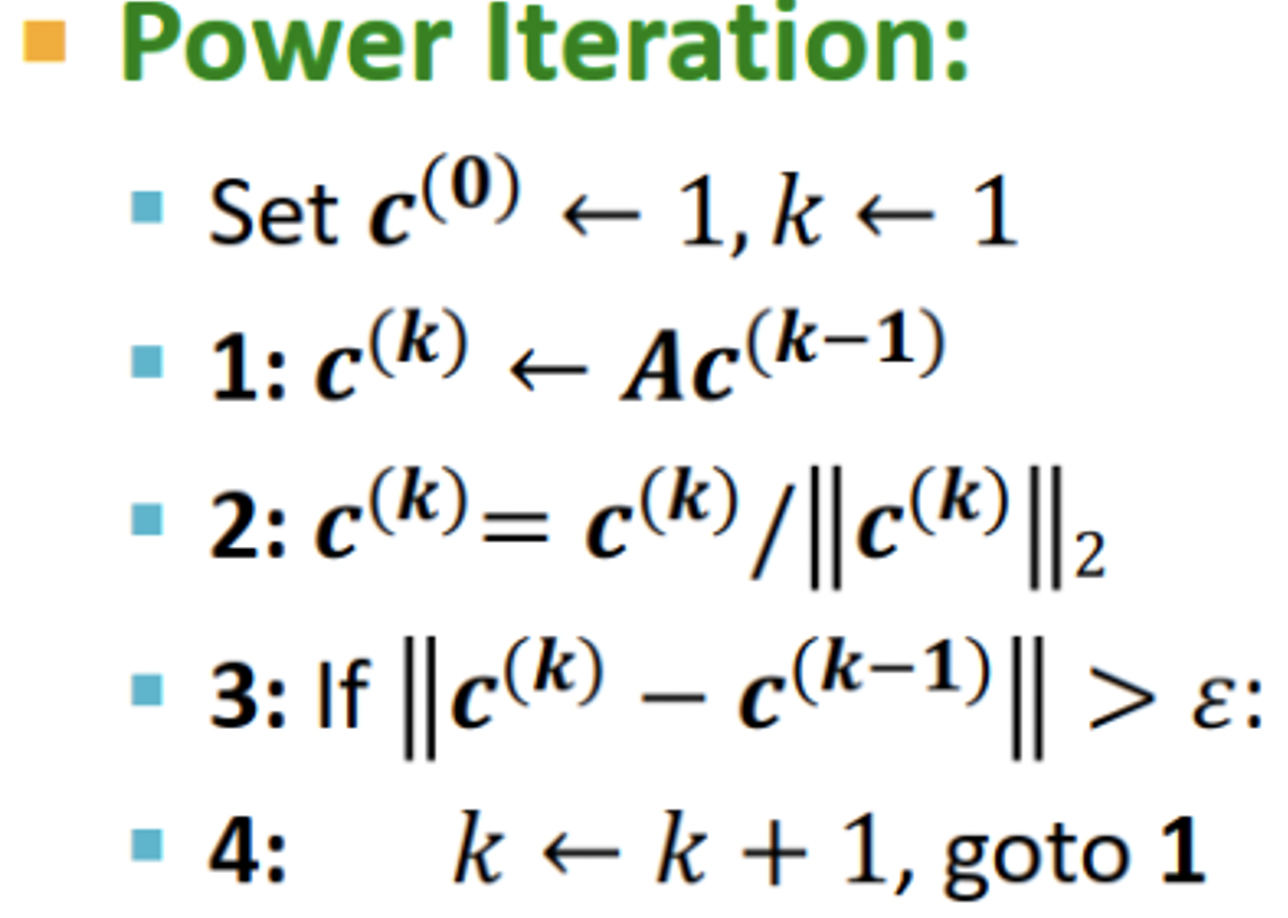 Power Iteration:
Set c⁽⁰⁾ ← 1, k ← 1
1: c⁽ᵏ⁾ ← Ac⁽ᵏ⁻¹⁾
2: c⁽ᵏ⁾= c⁽ᵏ⁾/‖c⁽ᵏ⁾‖₂
3: If ‖c⁽ᵏ⁾ − c⁽ᵏ⁻¹⁾‖ > ε:
4: k ← k + 1, goto 1